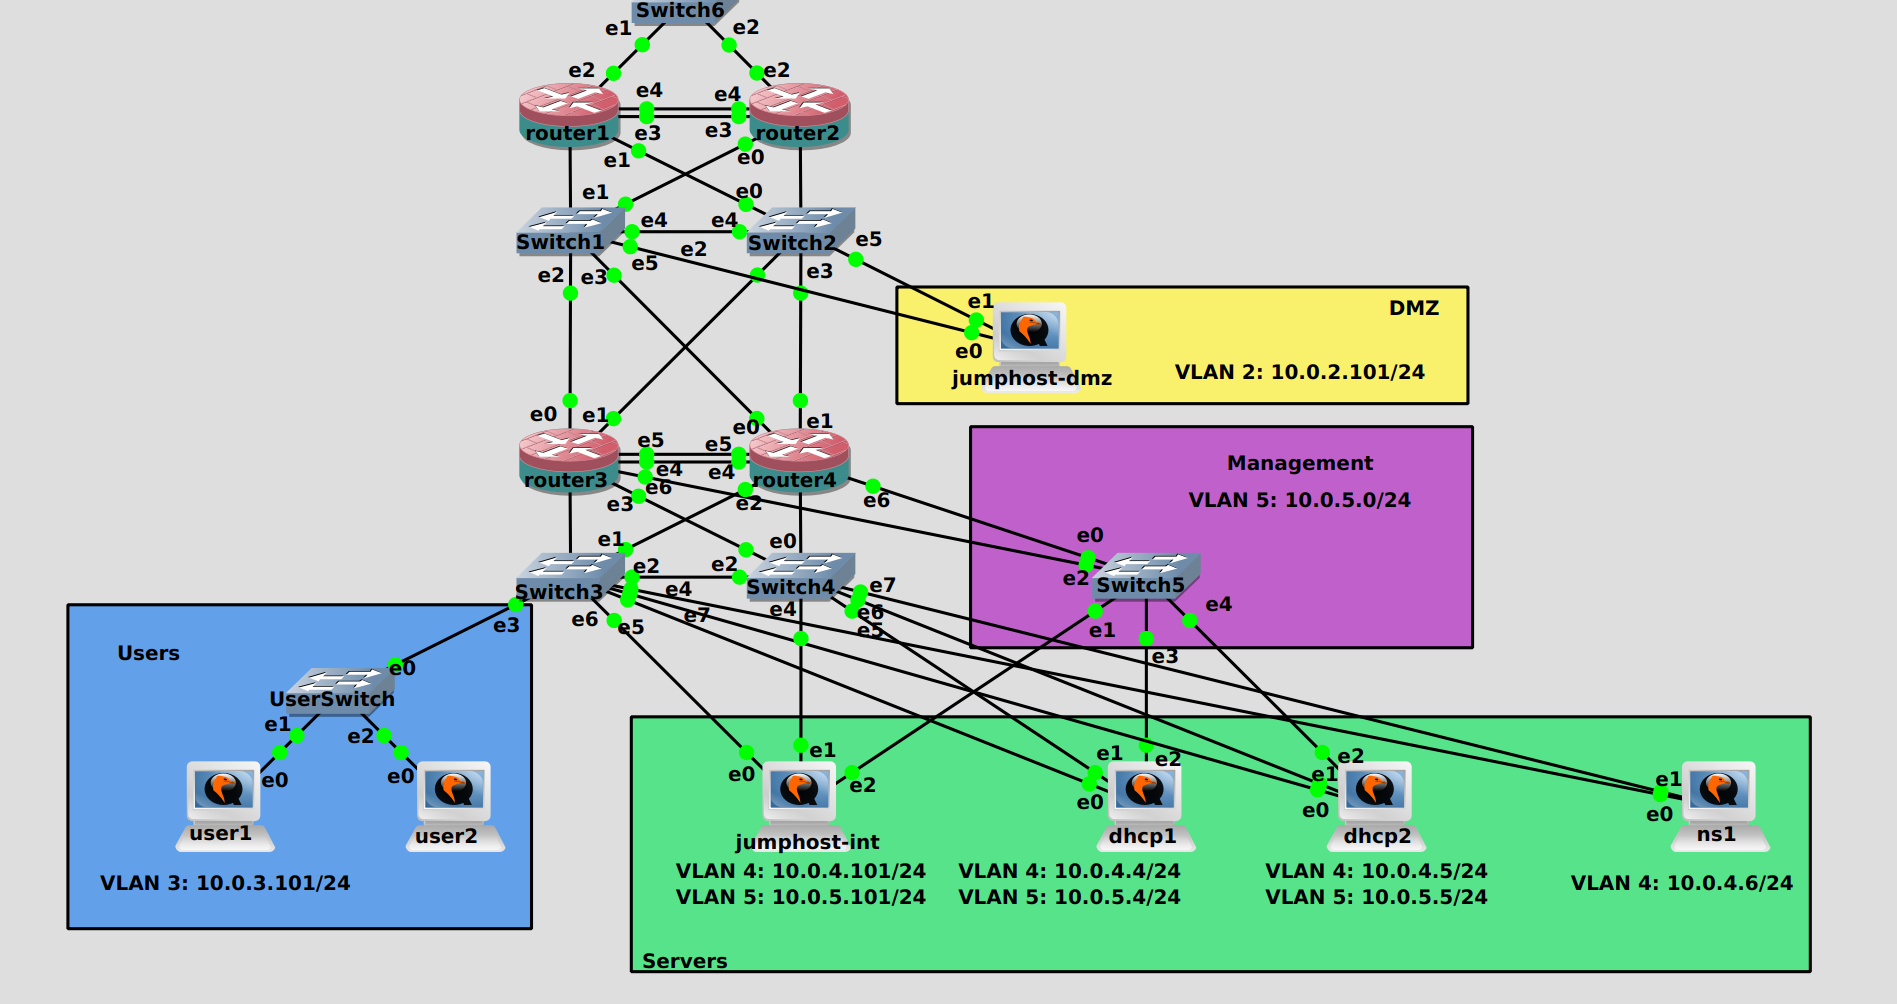 Switch6
e1
e2
e2
e2
e4
e4
router1
e3
e3
router2
e1
e0
e1
e0
e4
e4
Switch1
Switch2
e5
e2
e5
e2
e3
e3
e1
DMZ
e0
VLAN 2: 10.0.2.101/24
jumphost-dmz
e0
e1
e0
e1
e5
e5
e4
e4
router3
e6
router4
e3
e2
e6
Management
VLAN 5: 10.0.5.0/24
e1
e0
e0
e2
e2
e2
Switch3
e4
Switch4
e7
Switch5
e7
e4
e6
e4
e3
e6
e5
e5
e1
e3
Users
e0
UserSwitch
e1
e2
e0
e0
user1
user2
VLAN 3: 10.0.3.101/24
e1
e0
e2
jumphost-int
VLAN 4: 10.0.4.101/24
VLAN 5: 10.0.5.101/24
e1
e2
e0
dhcp1
VLAN 4: 10.0.4.4/24
VLAN 5: 10.0.5.4/24
e2
e1
e0
dhcp2
VLAN 4: 10.0.4.5/24
VLAN 5: 10.0.5.5/24
e1
e0
ns1
VLAN 4: 10.0.4.6/24
Servers